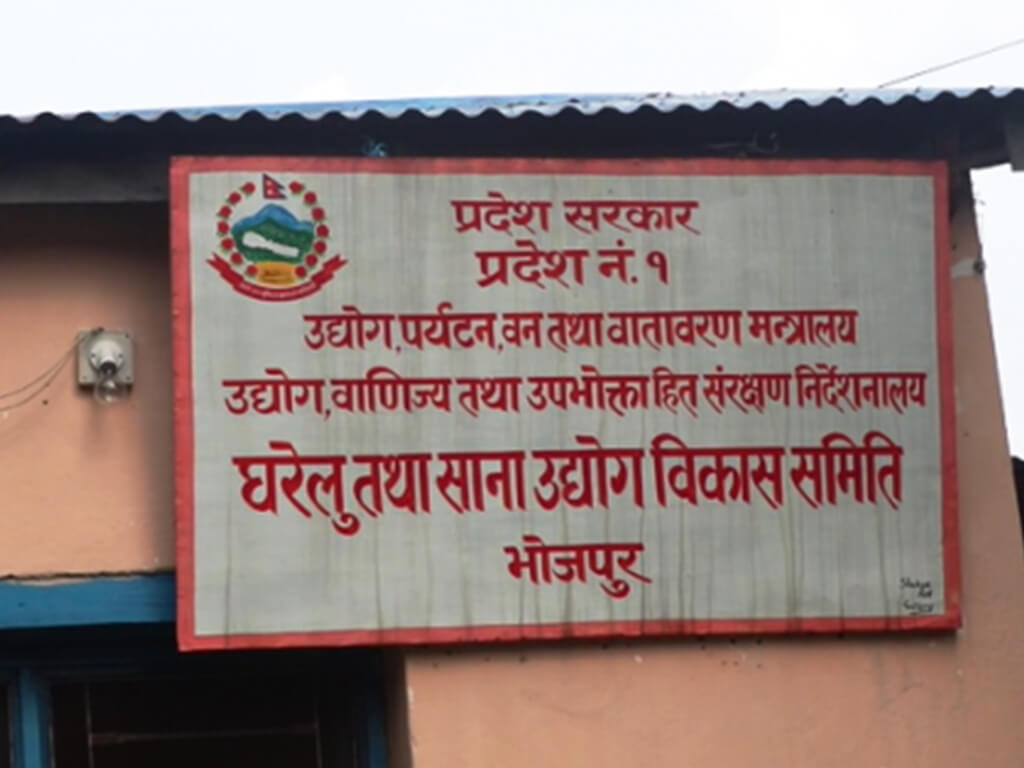 प्रदेश सरकार
प्रदेश नं. १
उद्योग,पर्यटन,वन तथा वातावरण मन्त्रालय
उद्योग,वाणिज्य तथा उपभोक्ता हित संरक्षण निर्देशनालय
घरेलु तथा साना उद्योग विकास समिति
भोजपुर